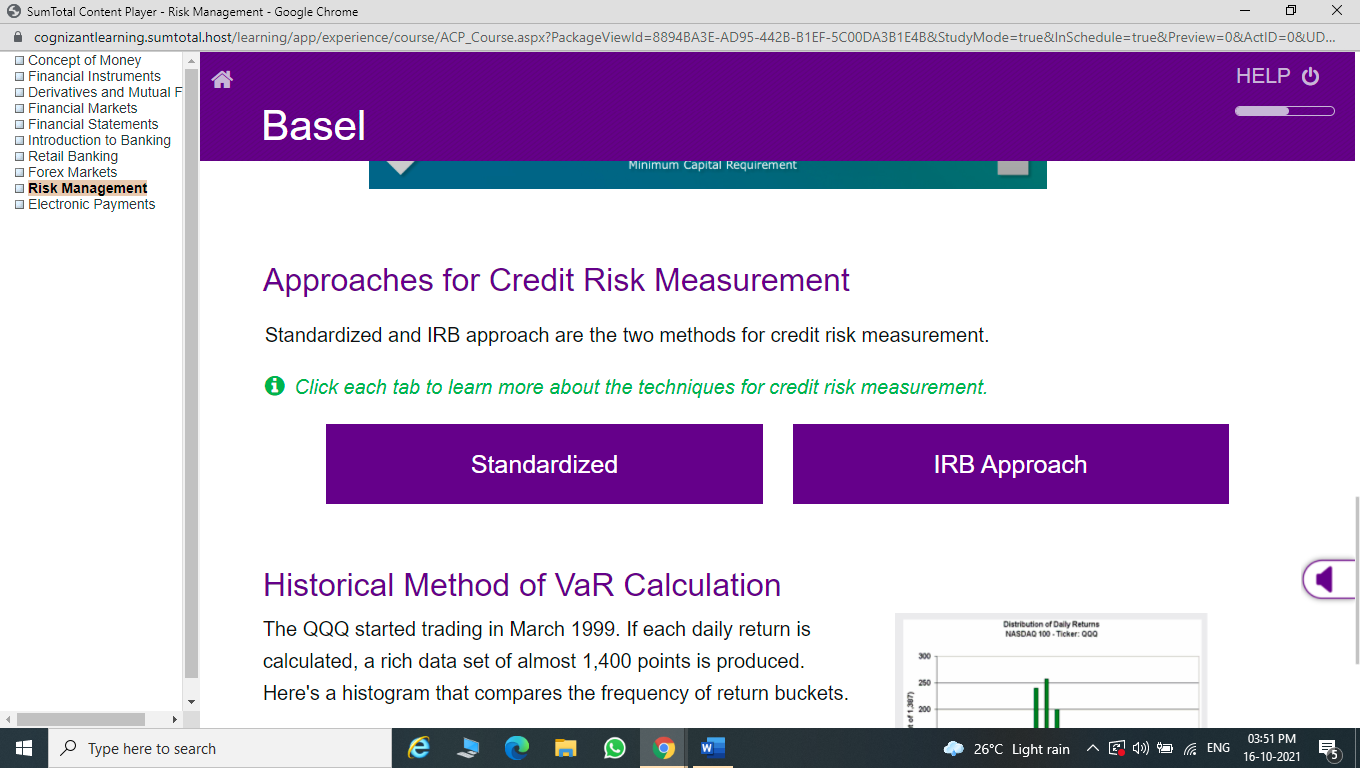 SumTotal Content Player - Risk Management - Google Chrome
cognizantlearning.sumtotal.host/learning/app/experience/course/ACP_Course.aspx?PackageViewId=8894BA3E-AD95-442B-B1EF-5C00DA3B1E4B&StudyMode=true&InSchedule=true&Preview=0&ActID=0&UD...
Concept of Money
Financial Instruments
Derivatives and Mutual F
Financial Markets
Financial Statements
Introduction to Banking
Retail Banking
Forex Markets
Risk Management
Electronic Payments
HELP
Basel
Minimum Capital Requirement
Approaches for Credit Risk Measurement
Standardized and IRB approach are the two methods for credit risk measurement.
Click each tab to learn more about the techniques for credit risk measurement.
Standardized
IRB Approach
Historical Method of VaR Calculation
The QQQ started trading in March 1999. If each daily return is
calculated, a rich data set of almost 1,400 points is produced.
Here's a histogram that compares the frequency of return buckets.
Distribution of Daily Returns
NASDAQ 100 - Ticker: QQQ
300
250
200
of 1,387)
Type here to search
26°C Light rain
ENG
03:51 PM
16-10-2021
5